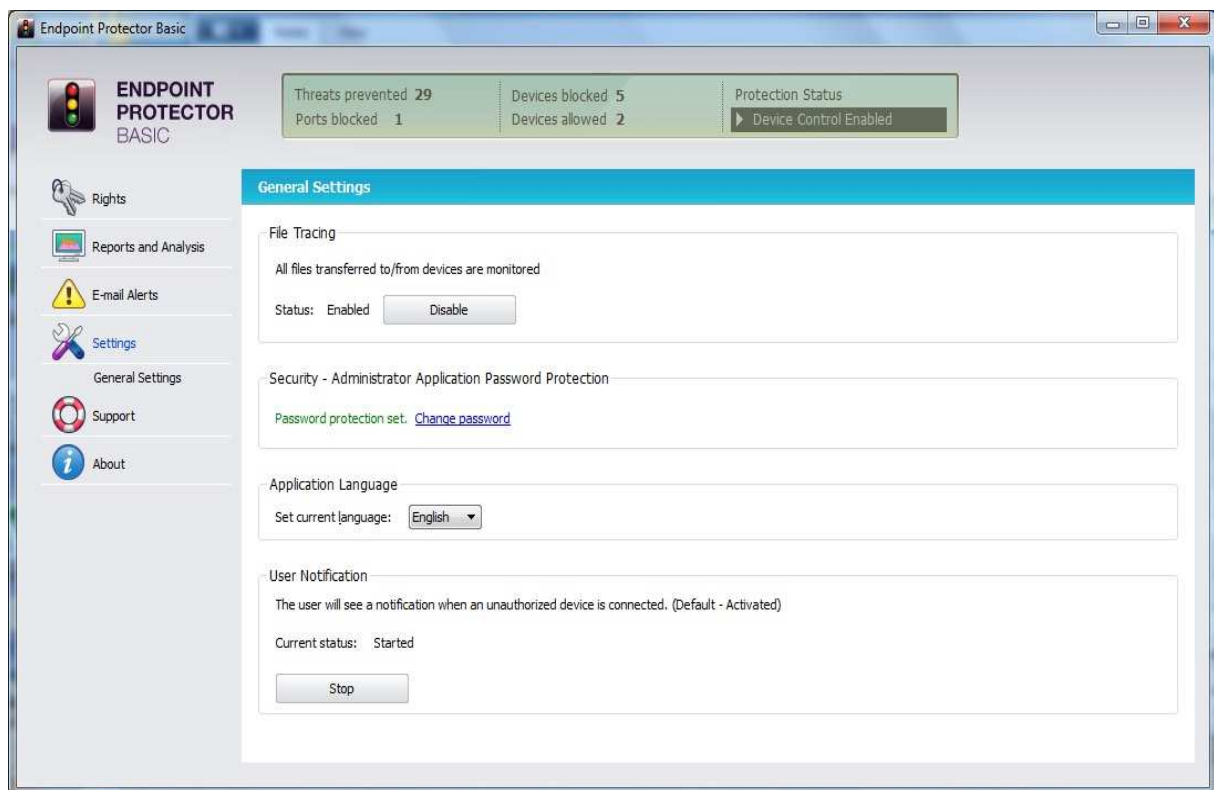 Endpoint Protector Basic
ENDPOINT
PROTECTOR
BASIC
Threats prevented 29
Ports blocked 1
Devices blocked 5
Devices allowed 2
Protection Status
Device Control Enabled
Rights
Reports and Analysis
E-mail Alerts
Settings
General Settings
Support
About
General Settings
File Tracing
All files transferred to/from devices are monitored
Status: Enabled Disable
Security - Administrator Application Password Protection
Password protection set. Change password
Application Language
Set current language: English
User Notification
The user will see a notification when an unauthorized device is connected. (Default - Activated)
Current status: Started
Stop